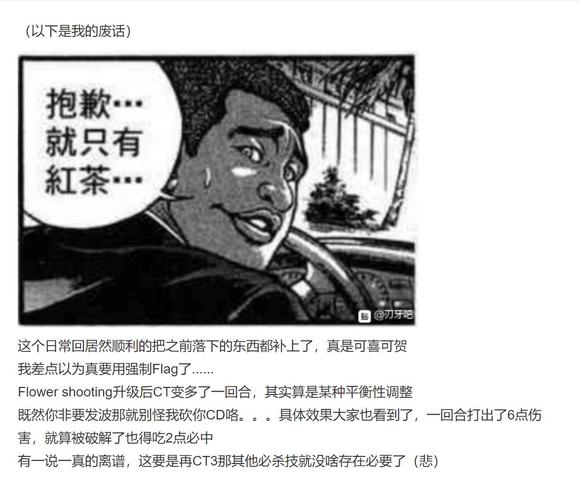 （以下是我的废话）
抱歉…
就只有
紅茶…
貼 @刃牙吧
这个日常回居然顺利的把之前落下的东西都补上了，真是可喜可贺
我差点以为真要用强制Flag了......
Flower shooting升级后CT变多了一回合，其实算是某种平衡性调整
既然你非要发波那就别怪我砍你CD咯。。。具体效果大家也看到了，一回合打出了6点伤
害，就算被破解了也得吃2点必中
有一说一真的离谱，这要是再CT3那其他必杀技就没啥存在必要了（悲）